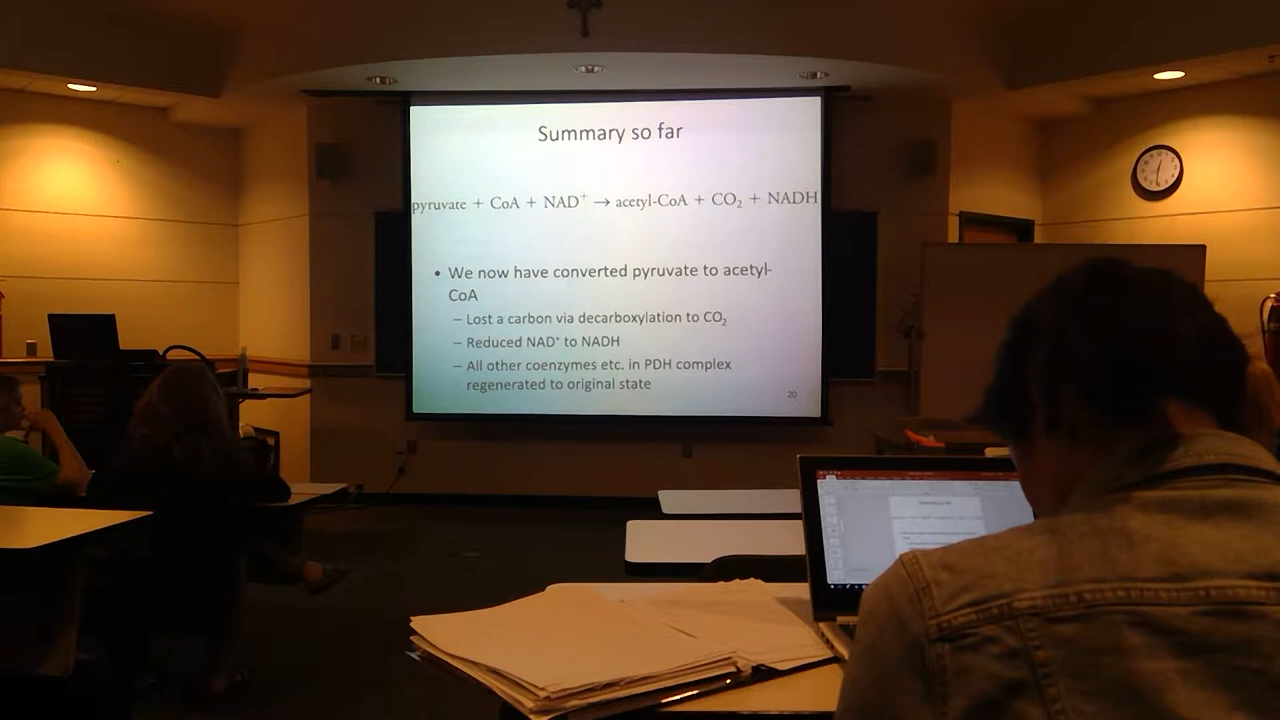 Summary so far
pyruvate + CoA + NAD⁺ → acetyl-CoA + CO₂ + NADH
• We now have converted pyruvate to acetyl-
CoA
– Lost a carbon via decarboxylation to CO₂
– Reduced NAD⁺ to NADH
– All other coenzymes etc. in PDH complex
regenerated to original state
20